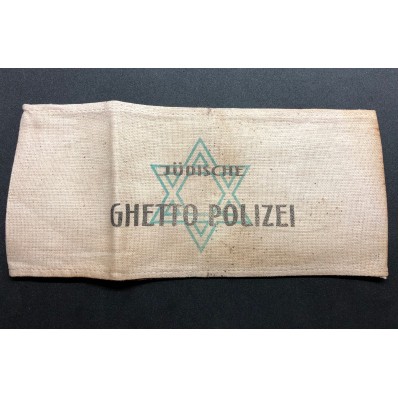 JÜDISCHE
GHETTO POLIZEI